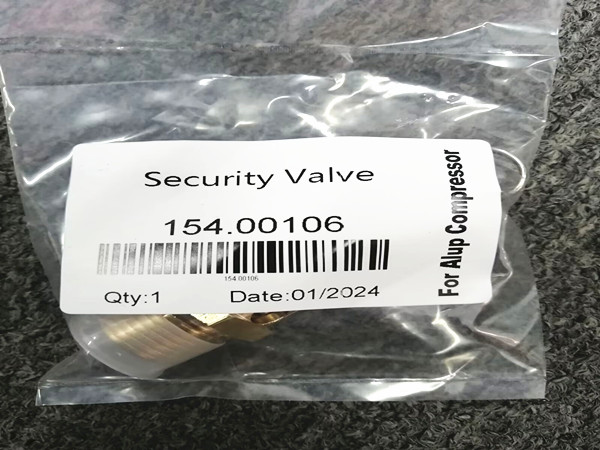 Security Valve
154.00106
154.00106
Qty:1 Date:01/2024
For Alup Compressor